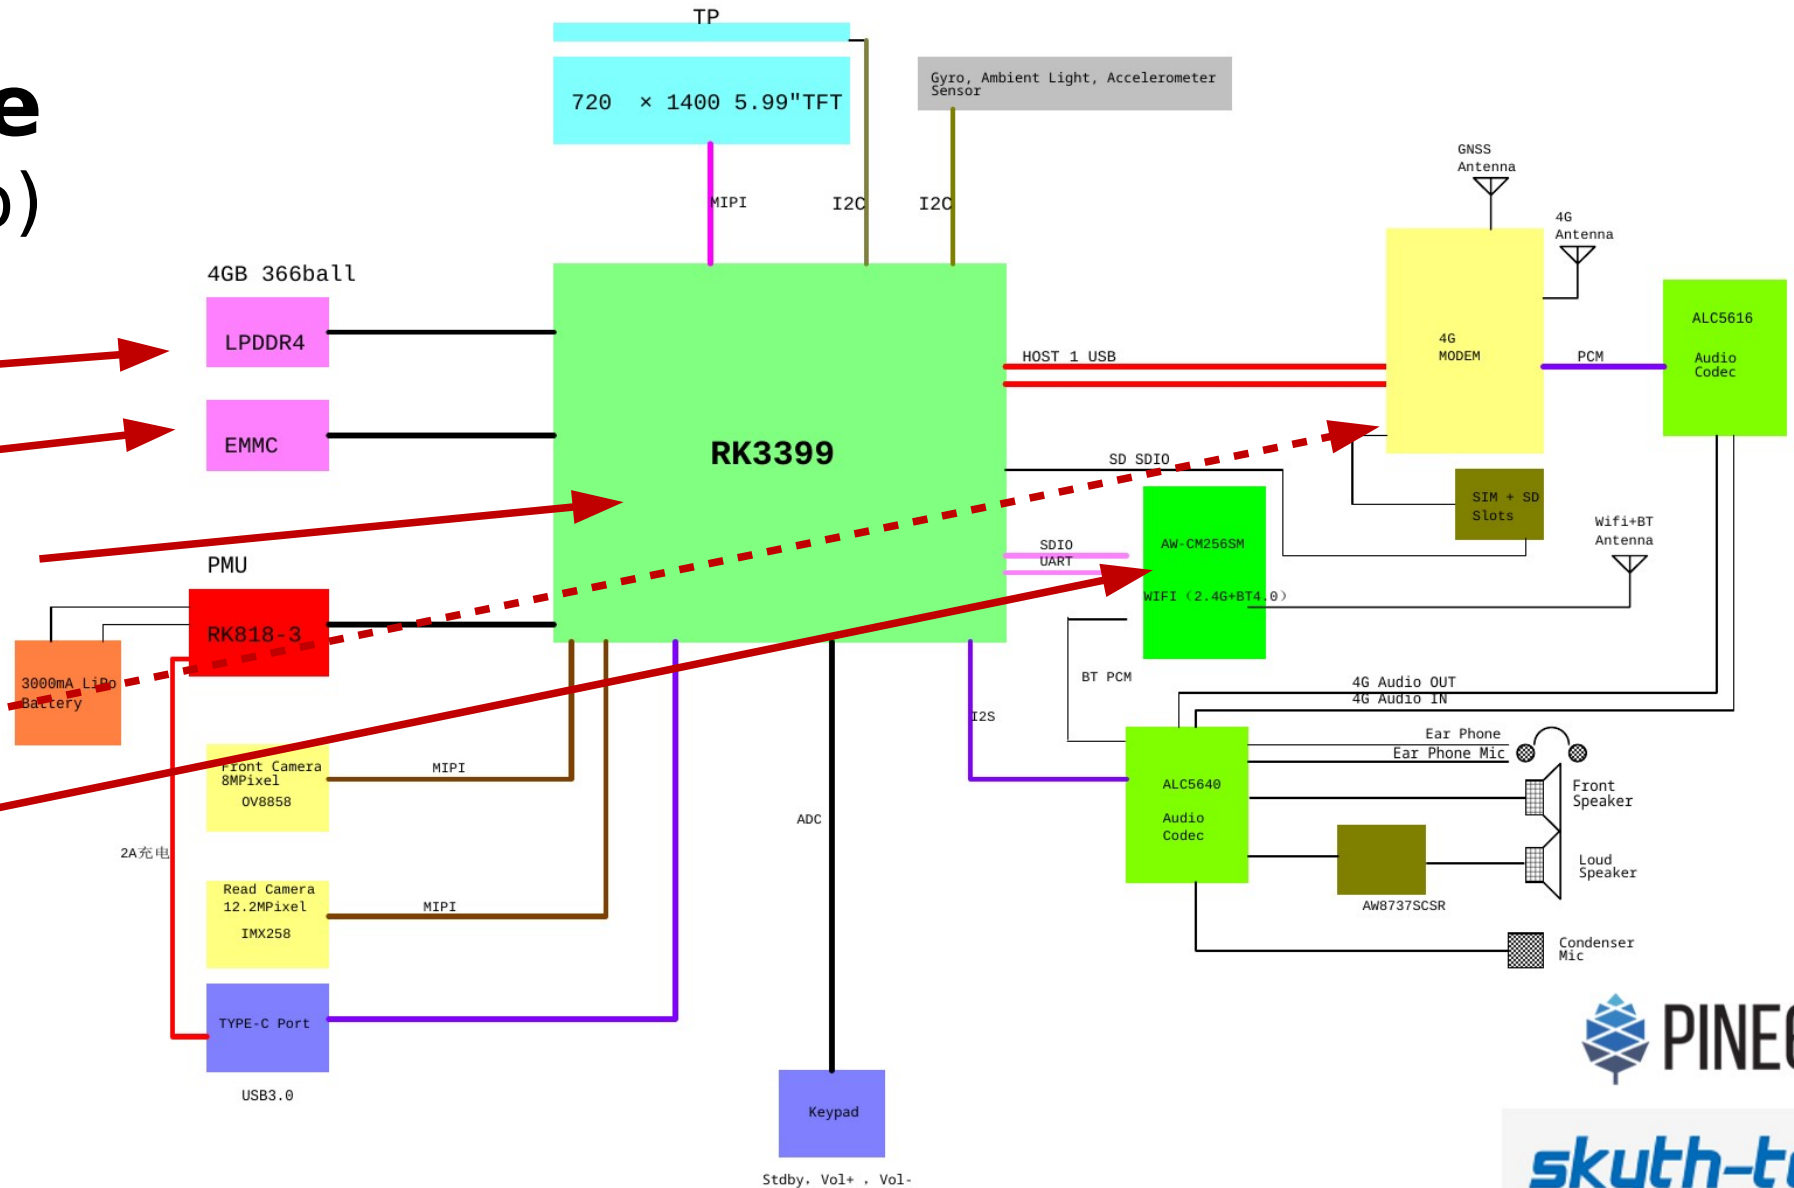 e
TP
720 × 1400 5.99"TFT
Gyro, Ambient Light, Accelerometer
Sensor
MIPI
I2C
I2C
GNSS
Antenna
4G
Antenna
4GB 366ball
LPDDR4
EMMC
RK3399
HOST 1 USB
4G
MODEM
PCM
ALC5616
Audio
Codec
SD SDIO
SIM + SD
Slots
SDIO
UART
AW-CM256SM
WIFI（2.4G+BT4.0）
Wifi+BT
Antenna
PMU
RK818-3
3000mA LiPo
Battery
BT PCM
4G Audio OUT
4G Audio IN
I2S
Ear Phone
Ear Phone Mic
Front Camera
8MPixel
OV8858
MIPI
ALC5640
Audio
Codec
Front
Speaker
ADC
2A充电
Loud
Speaker
AW8737SCSR
Read Camera
12.2MPixel
IMX258
MIPI
Condenser
Mic
TYPE-C Port
USB3.0
Keypad
Stdby, Vol+ , Vol-
PINE6
skuth-t